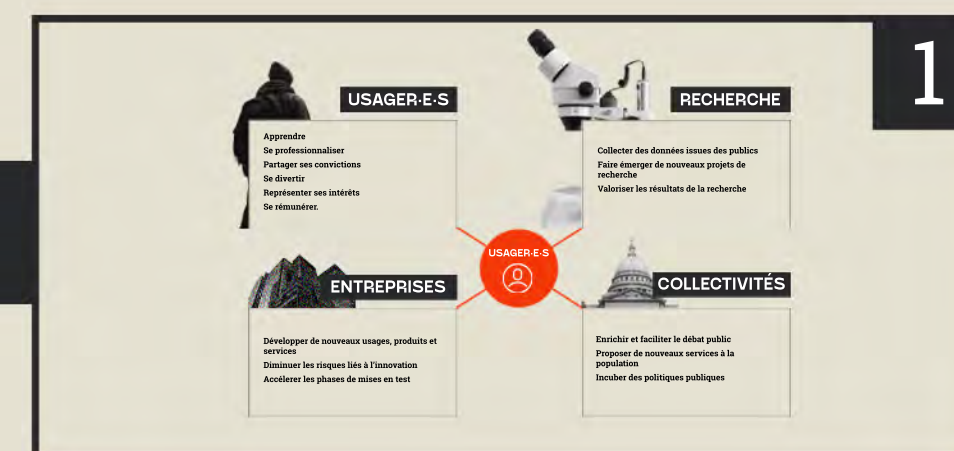 1
USAGER·E·S
Apprendre
Se professionnaliser
Partager ses convictions
Se divertir
Représenter ses intérêts
Se rémunérer.
RECHERCHE
Collecter des données issues des publics
Faire émerger de nouveaux projets de
recherche
Valoriser les résultats de la recherche
USAGER·E·S
ENTREPRISES
Développer de nouveaux usages, produits et
services
Diminuer les risques liés à l'innovation
Accélerer les phases de mises en test
COLLECTIVITÉS
Enrichir et faciliter le débat public
Proposer de nouveaux services à la
population
Incuber des politiques publiques